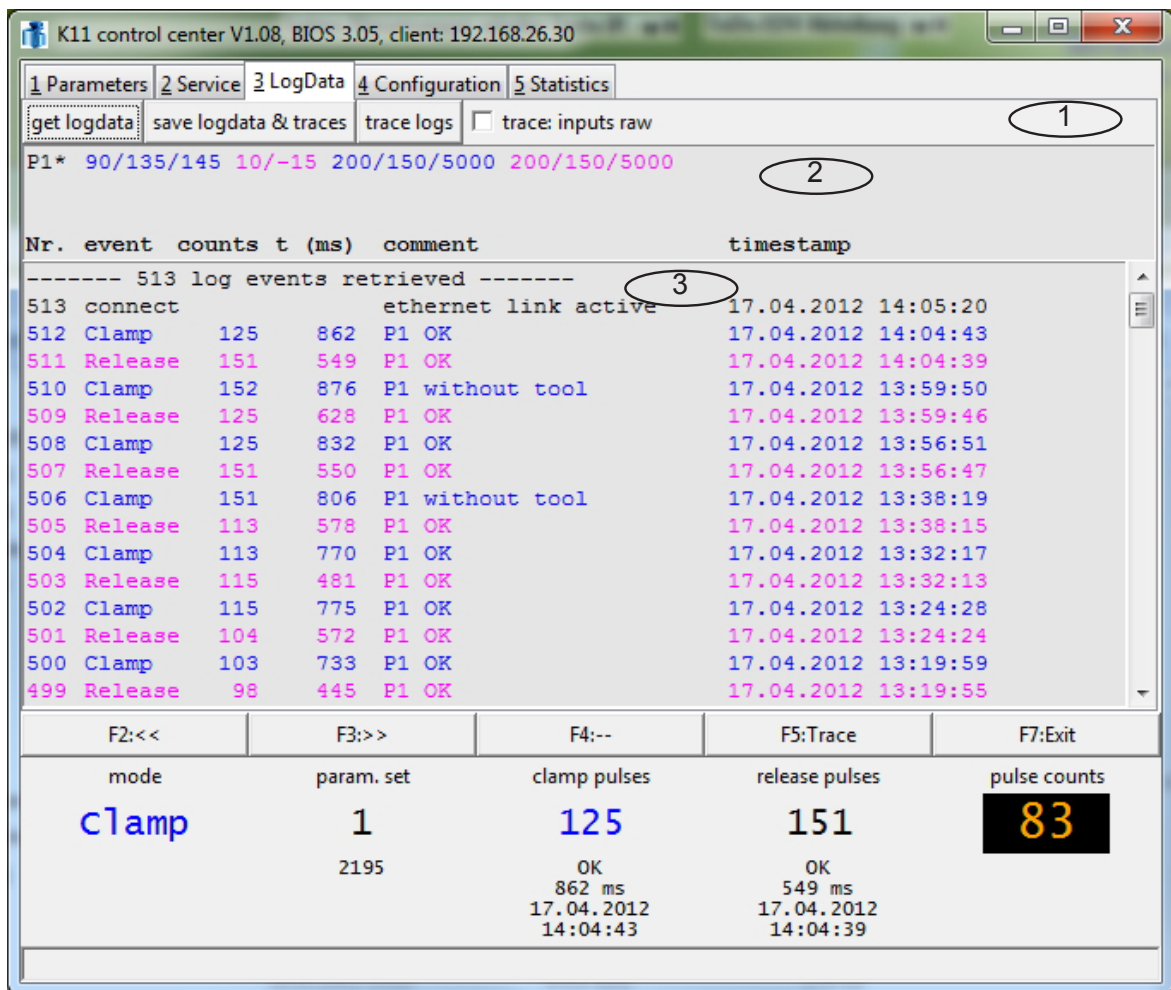 K11 control center V1.08, BIOS 3.05, client: 192.168.26.30
1 Parameters 2 Service 3 LogData 4 Configuration 5 Statistics
get logdata save logdata & traces trace logs trace: inputs raw 1
P1* 90/135/145 10/-15 200/150/5000 200/150/5000 2
Nr. event counts t (ms) comment timestamp
------- 513 log events retrieved ------- 3
513 connect ethernet link active 17.04.2012 14:05:20
512 Clamp 125 862 P1 OK 17.04.2012 14:04:43
511 Release 151 549 P1 OK 17.04.2012 14:04:39
510 Clamp 152 876 P1 without tool 17.04.2012 13:59:50
509 Release 125 628 P1 OK 17.04.2012 13:59:46
508 Clamp 125 832 P1 OK 17.04.2012 13:56:51
507 Release 151 550 P1 OK 17.04.2012 13:56:47
506 Clamp 151 806 P1 without tool 17.04.2012 13:38:19
505 Release 113 578 P1 OK 17.04.2012 13:38:15
504 Clamp 113 770 P1 OK 17.04.2012 13:32:17
503 Release 115 481 P1 OK 17.04.2012 13:32:13
502 Clamp 115 775 P1 OK 17.04.2012 13:24:28
501 Release 104 572 P1 OK 17.04.2012 13:24:24
500 Clamp 103 733 P1 OK 17.04.2012 13:19:59
499 Release 98 445 P1 OK 17.04.2012 13:19:55
F2:<< F3:>> F4:-- F5:Trace F7:Exit
mode param. set clamp pulses release pulses pulse counts
Clamp 1 125 151 83
2195 OK OK
862 ms 549 ms
17.04.2012 17.04.2012
14:04:43 14:04:39